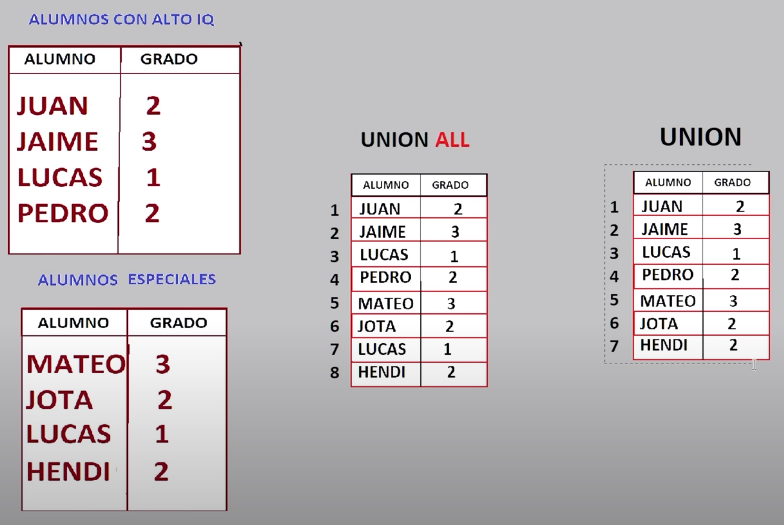 ALUMNOS CON ALTO IQ
ALUMNO GRADO
JUAN 2
JAIME 3
LUCAS 1
PEDRO 2
ALUMNOS ESPECIALES
ALUMNO GRADO
MATEO 3
JOTA 2
LUCAS 1
HENDI 2
UNION ALL
ALUMNO GRADO
1 JUAN 2
2 JAIME 3
3 LUCAS 1
4 PEDRO 2
5 MATEO 3
6 JOTA 2
7 LUCAS 1
8 HENDI 2
UNION
ALUMNO GRADO
1 JUAN 2
2 JAIME 3
3 LUCAS 1
4 PEDRO 2
5 MATEO 3
6 JOTA 2
7 HENDI 2